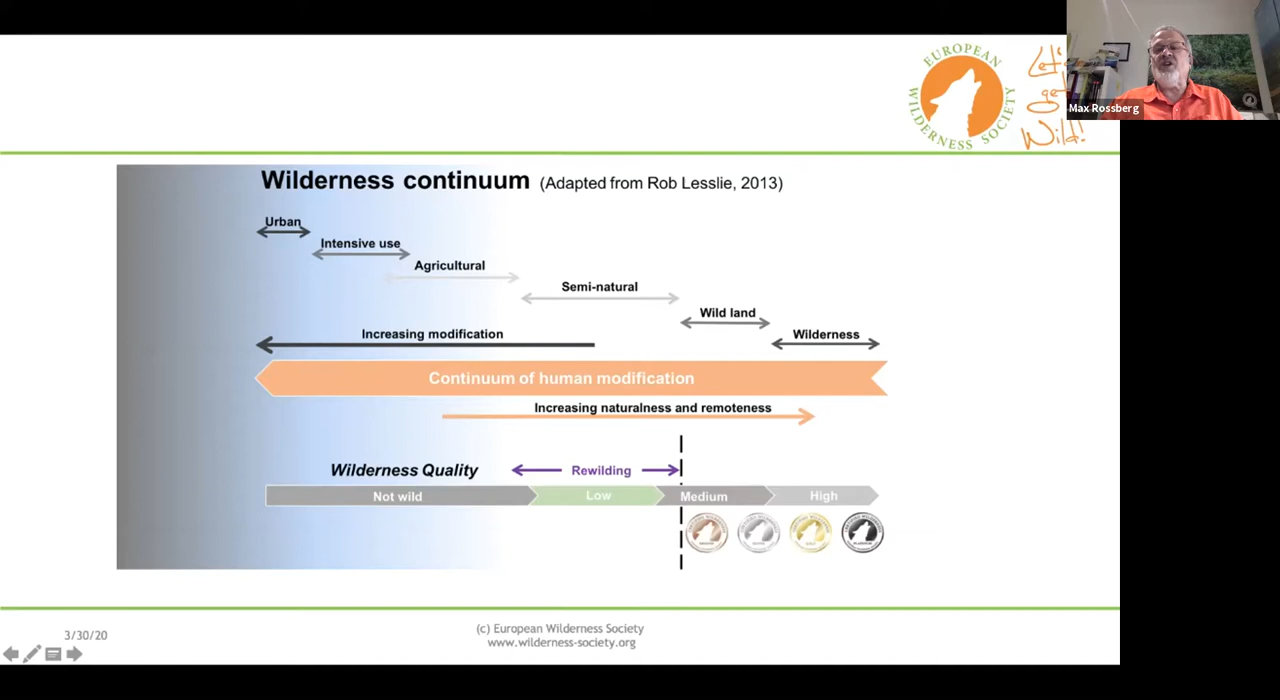 EUROPEAN
WILDERNESS SOCIETY
Let's
get
Wild!
Max Rossberg
Wilderness continuum (Adapted from Rob Lesslie, 2013)
Urban
Intensive use
Agricultural
Semi-natural
Wild land
Increasing modification
Wilderness
Continuum of human modification
Increasing naturalness and remoteness
Wilderness Quality
Rewilding
Not wild
Low
Medium
High
3/30/20
(c) European Wilderness Society
www.wilderness-society.org